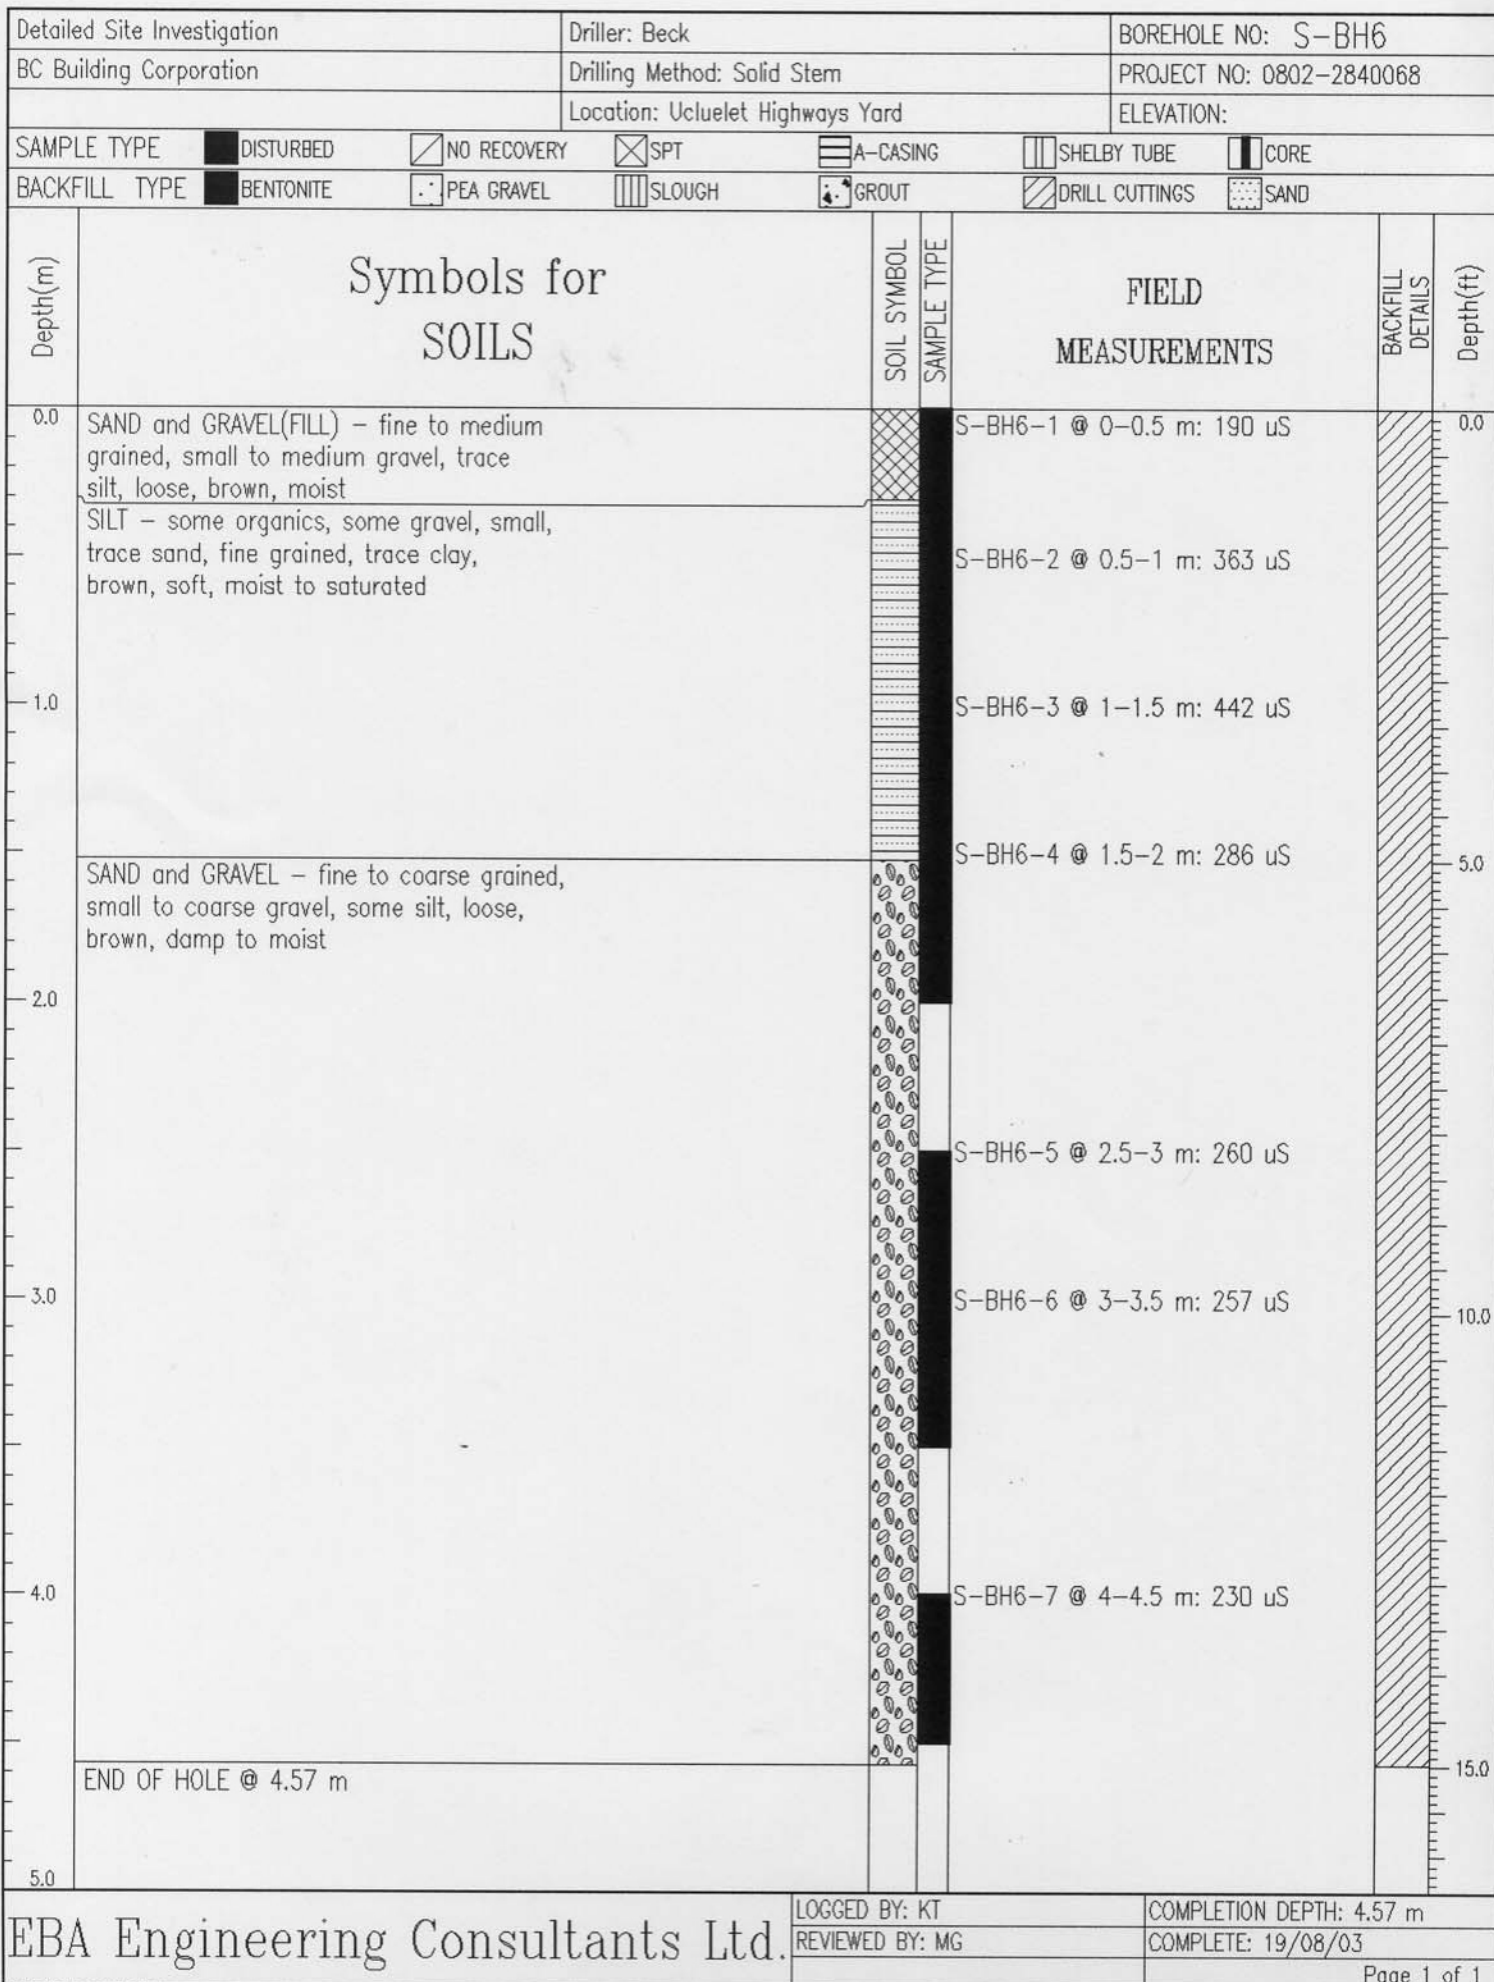 Detailed Site Investigation
Driller: Beck
BOREHOLE NO: S-BH6
BC Building Corporation
Drilling Method: Solid Stem
PROJECT NO: 0802-2840068
Location: Ucluelet Highways Yard
ELEVATION:
SAMPLE TYPE DISTURBED NO RECOVERY SPT A-CASING SHELBY TUBE CORE
BACKFILL TYPE BENTONITE PEA GRAVEL SLOUGH GROUT DRILL CUTTINGS SAND
Depth(m)
Symbols for
SOILS
SOIL SYMBOL
SAMPLE TYPE
FIELD
MEASUREMENTS
BACKFILL
DETAILS
Depth(ft)
0.0
SAND and GRAVEL(FILL) - fine to medium
grained, small to medium gravel, trace
silt, loose, brown, moist
SILT - some organics, some gravel, small,
trace sand, fine grained, trace clay,
brown, soft, moist to saturated
1.0
SAND and GRAVEL - fine to coarse grained,
small to coarse gravel, some silt, loose,
brown, damp to moist
2.0
3.0
4.0
END OF HOLE @ 4.57 m
5.0
S-BH6-1 @ 0-0.5 m: 190 uS
S-BH6-2 @ 0.5-1 m: 363 uS
S-BH6-3 @ 1-1.5 m: 442 uS
S-BH6-4 @ 1.5-2 m: 286 uS
S-BH6-5 @ 2.5-3 m: 260 uS
S-BH6-6 @ 3-3.5 m: 257 uS
S-BH6-7 @ 4-4.5 m: 230 uS
0.0
5.0
10.0
15.0
EBA Engineering Consultants Ltd.
LOGGED BY: KT
COMPLETION DEPTH: 4.57 m
REVIEWED BY: MG
COMPLETE: 19/08/03
Page 1 of 1